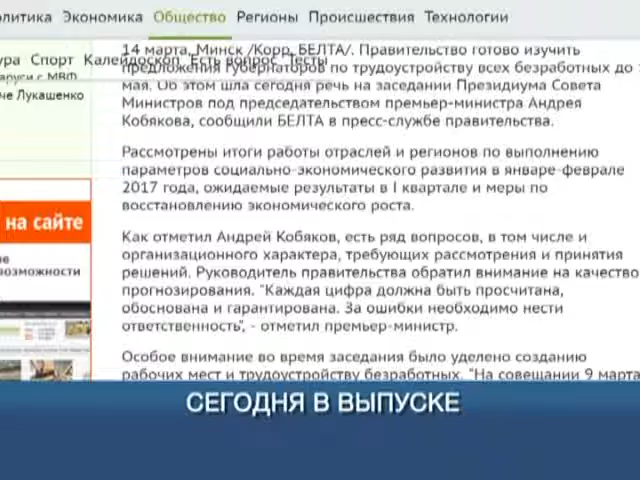 олитика Экономика Общество Регионы Происшествия Технологии
ура Спорт Калейдоскоп Есть вопрос Тесты
аруси с МВФ
че Лукашенко
14 марта, Минск /Корр. БЕЛТА/. Правительство готово изучить
предложения губернаторов по трудоустройству всех безработных до 1
мая. Об этом шла сегодня речь на заседании Президиума Совета
Министров под председательством премьер-министра Андрея
Кобякова, сообщили БЕЛТА в пресс-службе правительства.
Рассмотрены итоги работы отраслей и регионов по выполнению
параметров социально-экономического развития в январе-феврале
2017 года, ожидаемые результаты в I квартале и меры по
восстановлению экономического роста.
на сайте
ие
возможности
Как отметил Андрей Кобяков, есть ряд вопросов, в том числе и
организационного характера, требующих рассмотрения и принятия
решений. Руководитель правительства обратил внимание на качество
прогнозирования. "Каждая цифра должна быть просчитана,
обоснована и гарантирована. За ошибки необходимо нести
ответственность", - отметил премьер-министр.
Особое внимание во время заседания было уделено созданию
рабочих мест и трудоустройству безработных. "На совещании 9 марта
СЕГОДНЯ В ВЫПУСКЕ